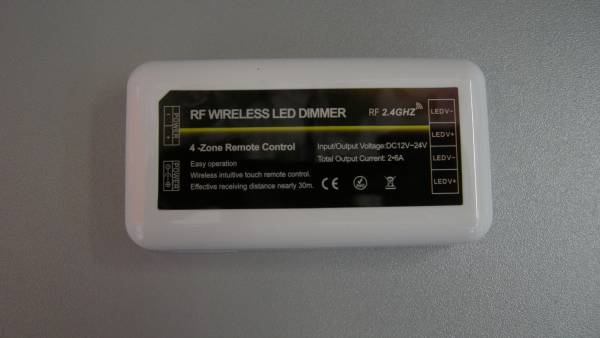 RF WIRELESS LED DIMMER
RF 2.4GHZ
4 -Zone Remote Control
Easy operation
Wireless intuitive touch remote control.
Effective receiving distance nearly 30m.
Input/Output Voltage:DC12V~24V
Total Output Current: 2*6A
CE
POWER
- +
POWER
LEDV-
LEDV+
LEDV-
LEDV+